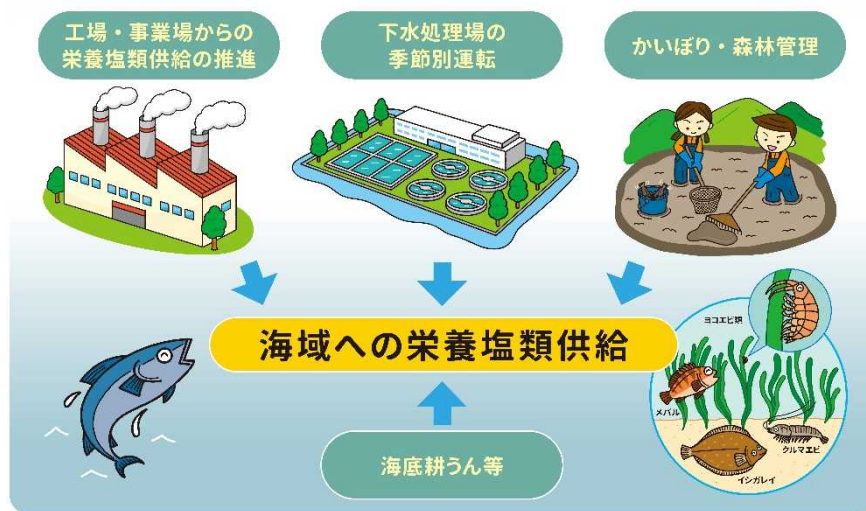 工場・事業場からの
栄養塩類供給の推進
下水処理場の
季節別運転
かいぼり・森林管理
海域への栄養塩類供給
ヨコエビ類
メバル
クルマエビ
イシガレイ
海底耕うん等